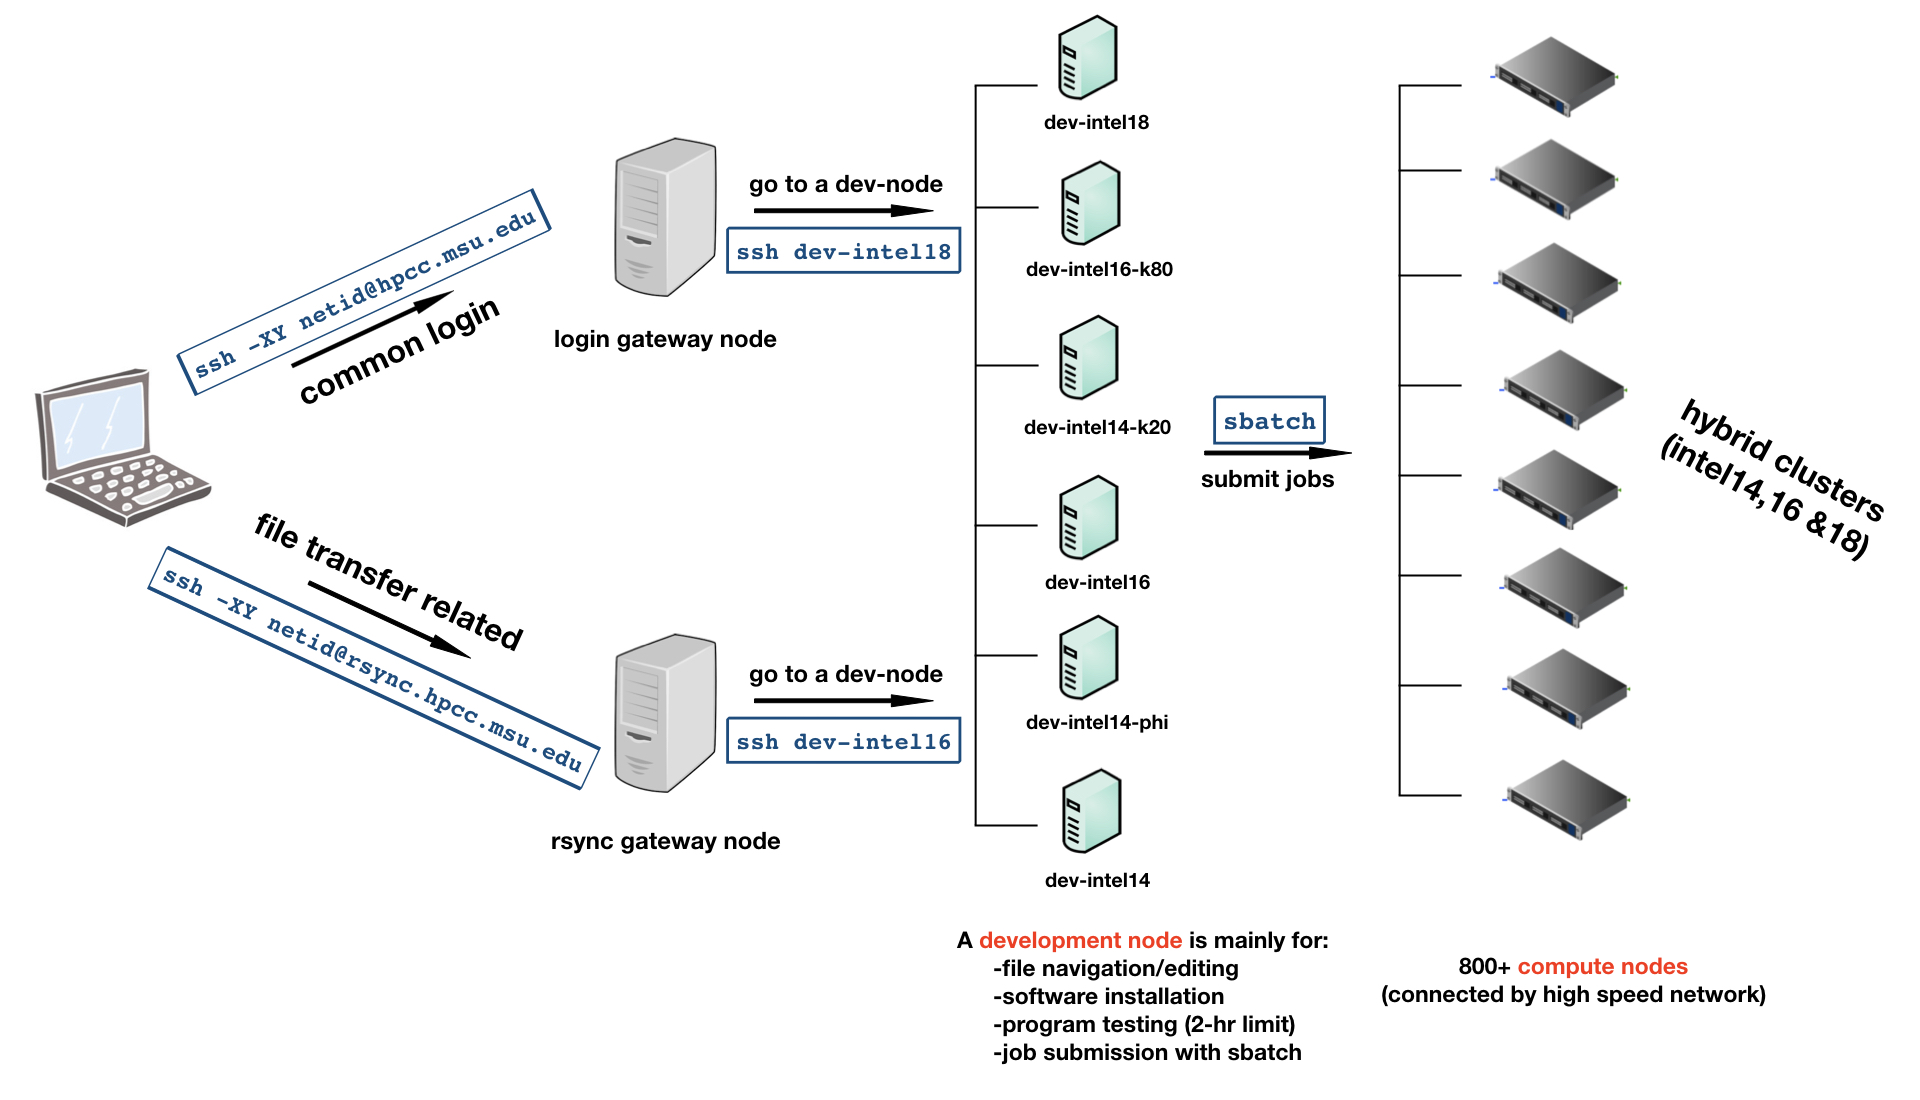 ssh -XY netid@hpcc.msu.edu
common login
login gateway node
go to a dev-node
ssh dev-intel18
file transfer related
ssh -XY netid@rsync.hpcc.msu.edu
rsync gateway node
go to a dev-node
ssh dev-intel16
dev-intel18
dev-intel16-k80
dev-intel14-k20
dev-intel16
dev-intel14-phi
dev-intel14
A development node is mainly for:
-file navigation/editing
-software installation
-program testing (2-hr limit)
-job submission with sbatch
sbatch
submit jobs
hybrid clusters
(intel14,16 &18)
800+ compute nodes
(connected by high speed network)